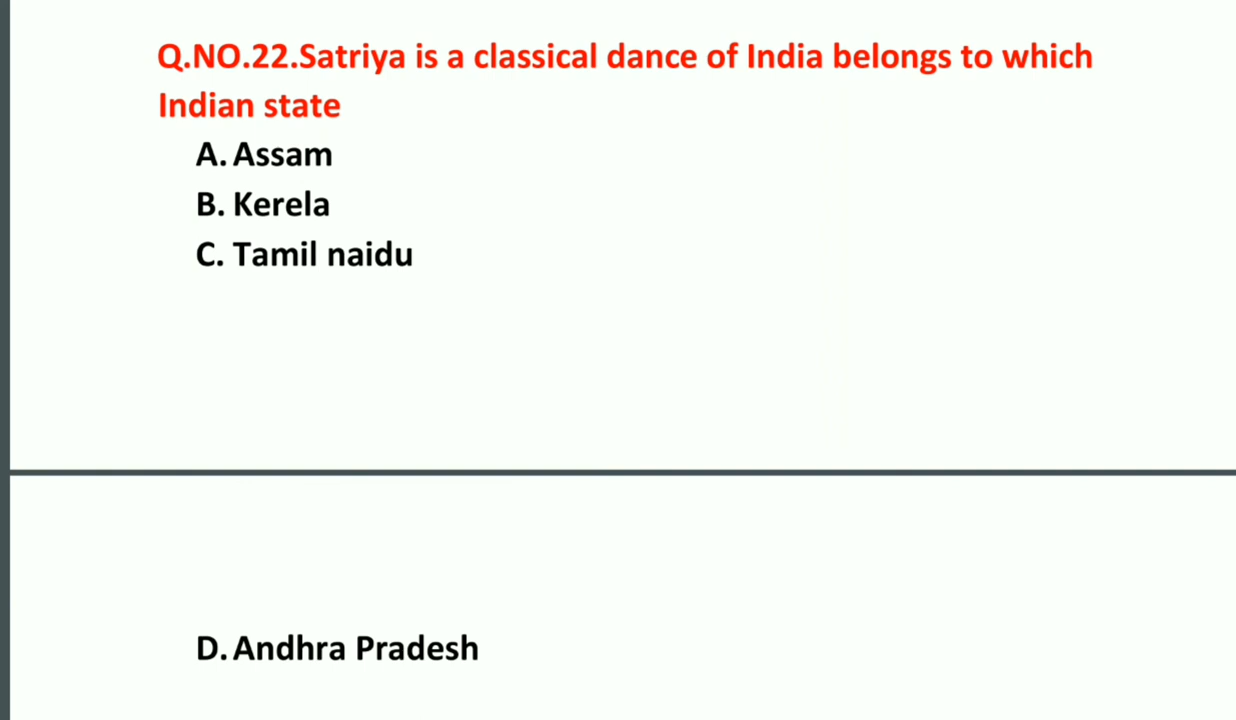 Q.NO.22.Satriya is a classical dance of India belongs to which
Indian state
A. Assam
B. Kerela
C. Tamil naidu
D. Andhra Pradesh